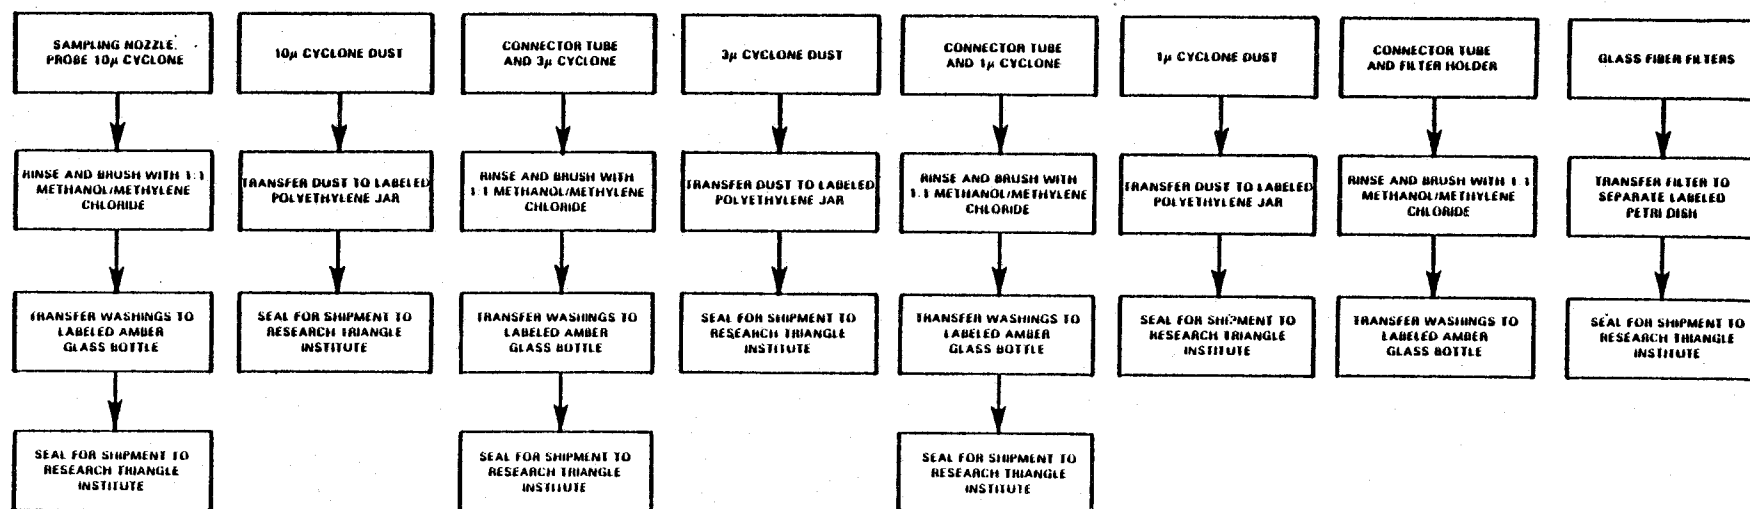 SAMPLING NOZZLE,
PROBE 10μ CYCLONE
10μ CYCLONE DUST
CONNECTOR TUBE
AND 3μ CYCLONE
3μ CYCLONE DUST
CONNECTOR TUBE
AND 1μ CYCLONE
1μ CYCLONE DUST
CONNECTOR TUBE
AND FILTER HOLDER
GLASS FIBER FILTERS
RINSE AND BRUSH WITH 1:1
METHANOL/METHYLENE
CHLORIDE
TRANSFER DUST TO LABELED
POLYETHYLENE JAR
RINSE AND BRUSH WITH
1:1 METHANOL/METHYLENE
CHLORIDE
TRANSFER DUST TO LABELED
POLYETHYLENE JAR
RINSE AND BRUSH WITH
1:1 METHANOL/METHYLENE
CHLORIDE
TRANSFER DUST TO LABELED
POLYETHYLENE JAR
RINSE AND BRUSH WITH 1:1
METHANOL/METHYLENE
CHLORIDE
TRANSFER FILTER TO
SEPARATE LABELED
PETRI DISH
TRANSFER WASHINGS TO
LABELED AMBER
GLASS BOTTLE
SEAL FOR SHIPMENT TO
RESEARCH TRIANGLE
INSTITUTE
TRANSFER WASHINGS TO
LABELED AMBER
GLASS BOTTLE
SEAL FOR SHIPMENT TO
RESEARCH TRIANGLE
INSTITUTE
TRANSFER WASHINGS TO
LABELED AMBER
GLASS BOTTLE
SEAL FOR SHIPMENT TO
RESEARCH TRIANGLE
INSTITUTE
TRANSFER WASHINGS TO
LABELED AMBER
GLASS BOTTLE
SEAL FOR SHIPMENT TO
RESEARCH TRIANGLE
INSTITUTE
SEAL FOR SHIPMENT TO
RESEARCH TRIANGLE
INSTITUTE
SEAL FOR SHIPMENT TO
RESEARCH TRIANGLE
INSTITUTE
SEAL FOR SHIPMENT TO
RESEARCH TRIANGLE
INSTITUTE